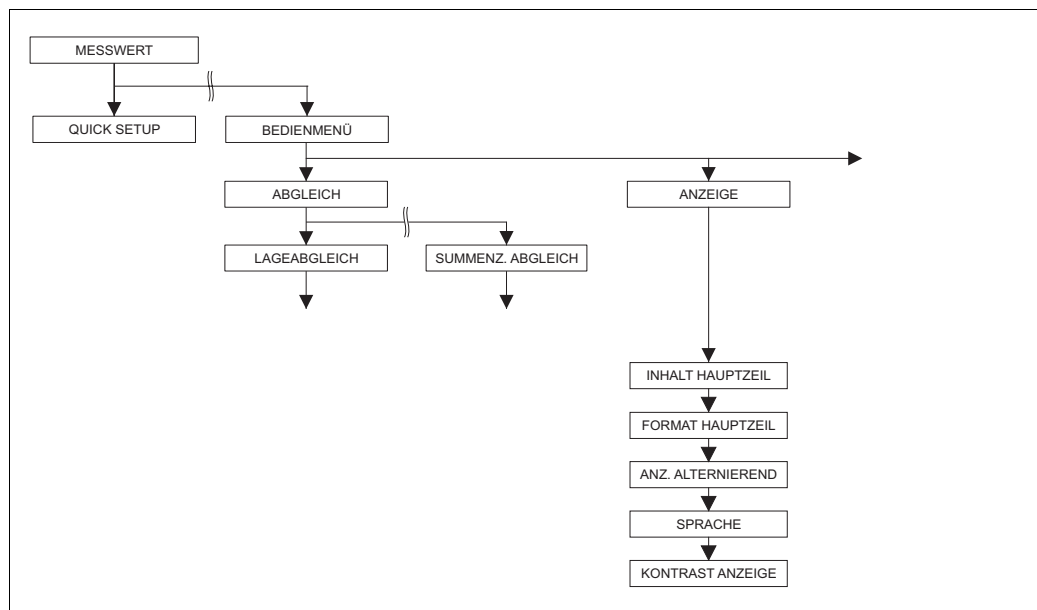 MESSWERT
QUICK SETUP
BEDIENMENÜ
ABGLEICH
ANZEIGE
LAGEABGLEICH
SUMMENZ. ABGLEICH
INHALT HAUPTZEIL
FORMAT HAUPTZEIL
ANZ. ALTERNIEREND
SPRACHE
KONTRAST ANZEIGE